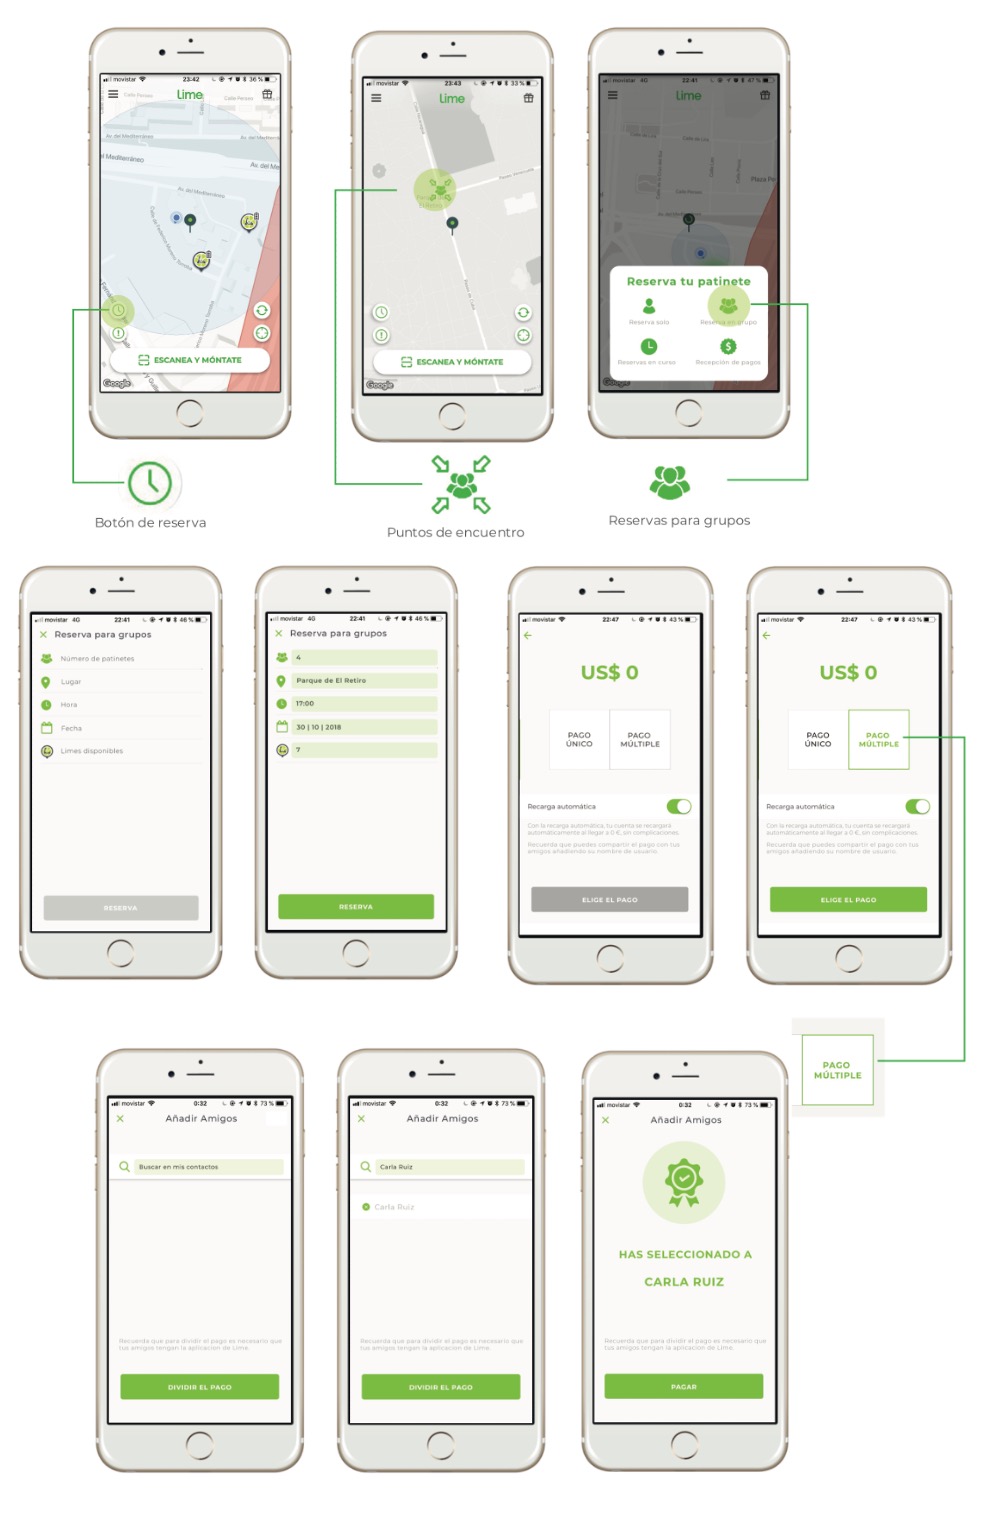 movistar 23:42 36 %
Lime
Calle Perseo
Calle Perseo
Av. del Mediterráneo
Av. del Mediterráneo
Av. del Me
Av. del Mediterráneo
ESCANEA Y MÓNTATE
Google
movistar 23:43 33 %
Lime
ESCANEA Y MÓNTATE
Google
movistar 4G 22:41 47 %
Lime
Reserva tu patinete
Reserva solo
Reserva en grupo
Reservas en curso
Recepción de pagos
Google
Botón de reserva
Puntos de encuentro
Reservas para grupos
movistar 4G 22:41 46 %
Reserva para grupos
Número de patinetes
Lugar
Hora
Fecha
Limes disponibles
RESERVA
movistar 4G 22:41 46 %
Reserva para grupos
4
Parque de El Retiro
17:00
30 | 10 | 2018
7
RESERVA
movistar 22:47 43 %
US$ 0
PAGO ÚNICO
PAGO MÚLTIPLE
Recarga automática
Con la recarga automática, tu cuenta se recargará
automáticamente al llegar a 0 €, sin complicaciones.
Recuerda que puedes compartir el pago con tus
amigos añadiendo su nombre de usuario.
ELIGE EL PAGO
movistar 22:47 43 %
US$ 0
PAGO ÚNICO
PAGO MÚLTIPLE
Recarga automática
Con la recarga automática, tu cuenta se recargará
automáticamente al llegar a 0 €, sin complicaciones.
Recuerda que puedes compartir el pago con tus
amigos añadiendo su nombre de usuario.
ELIGE EL PAGO
PAGO
MÚLTIPLE
movistar 0:32 73 %
Añadir Amigos
Buscar en mis contactos
Recuerda que para dividir el pago es necesario que
tus amigos tengan la aplicacion de Lime.
DIVIDIR EL PAGO
movistar 0:32 73 %
Añadir Amigos
Carla Ruiz
Carla Ruiz
Recuerda que para dividir el pago es necesario que
tus amigos tengan la aplicacion de Lime.
DIVIDIR EL PAGO
movistar 0:32 73 %
Añadir Amigos
HAS SELECCIONADO A
CARLA RUIZ
Recuerda que para dividir el pago es necesario que
tus amigos tengan la aplicacion de Lime.
PAGAR